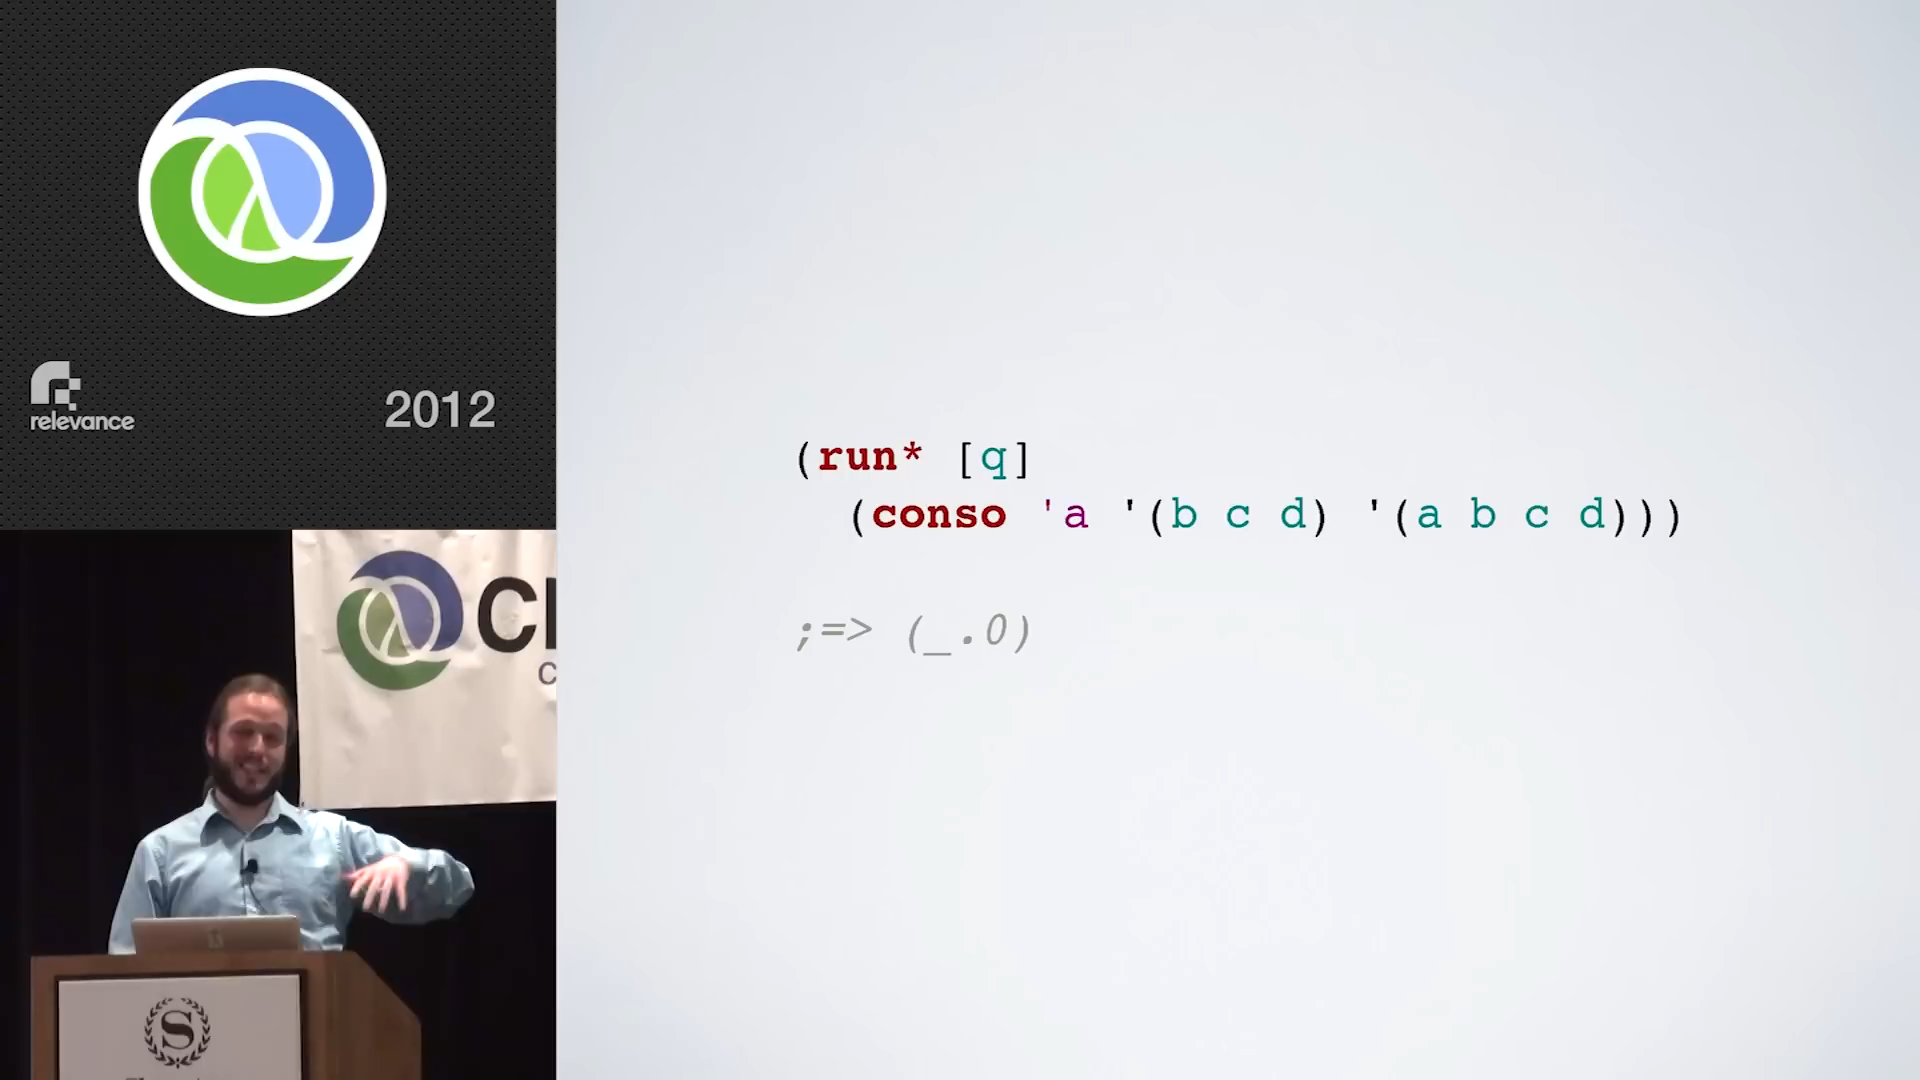 relevance
2012
(run* [q]
(conso 'a '(b c d) '(a b c d)))
;=> (_.0)
S